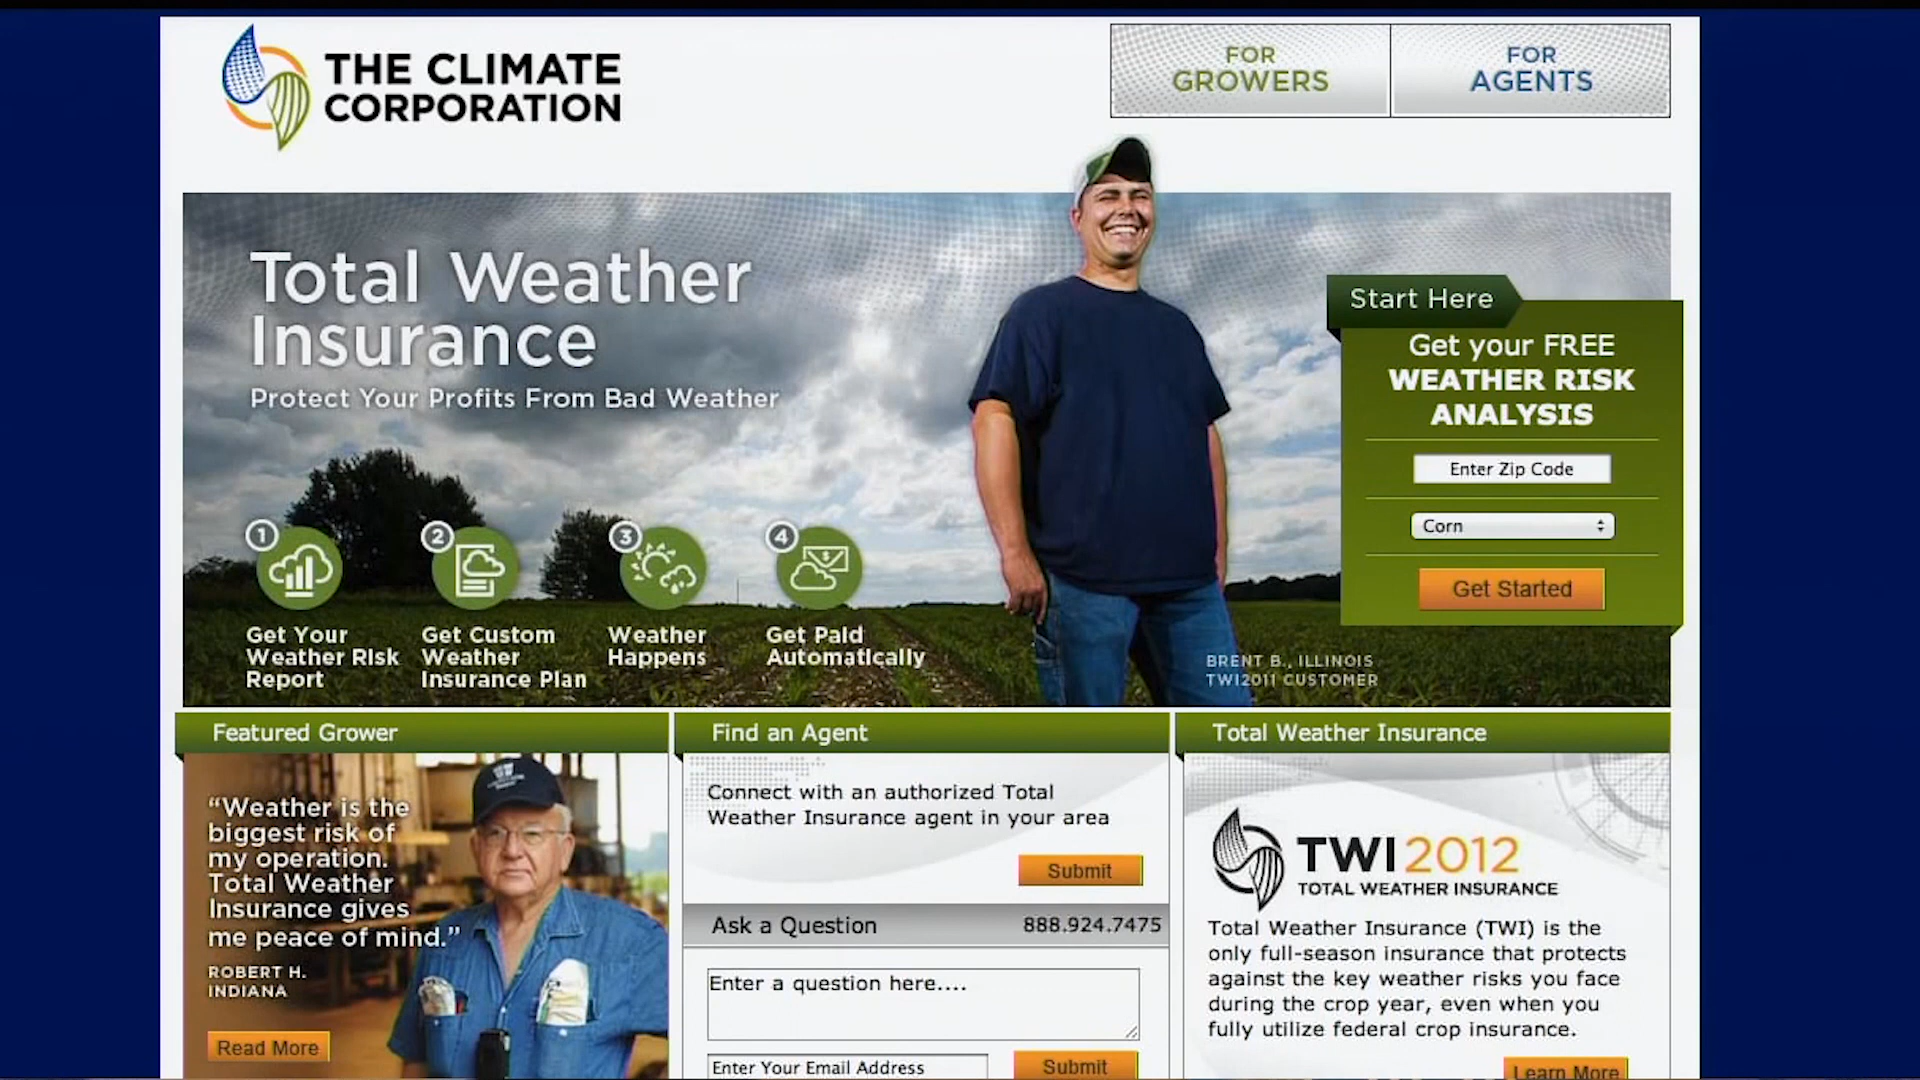 THE CLIMATE
CORPORATION
FOR
GROWERS
FOR
AGENTS
Total Weather
Insurance
Protect Your Profits From Bad Weather
1
Get Your
Weather Risk
Report
2
Get Custom
Weather
Insurance Plan
3
Weather
Happens
4
$
Get Paid
Automatically
BRENT B., ILLINOIS
TWI2011 CUSTOMER
Start Here
Get your FREE
WEATHER RISK
ANALYSIS
Enter Zip Code
Corn
Get Started
Featured Grower
“Weather is the
biggest risk of
my operation.
Total Weather
Insurance gives
me peace of mind.”
ROBERT H.
INDIANA
Read More
Find an Agent
Connect with an authorized Total
Weather Insurance agent in your area
Submit
Ask a Question 888.924.7475
Enter a question here....
Enter Your Email Address
Submit
Total Weather Insurance
TWI2012
TOTAL WEATHER INSURANCE
Total Weather Insurance (TWI) is the
only full-season insurance that protects
against the key weather risks you face
during the crop year, even when you
fully utilize federal crop insurance.
Learn More